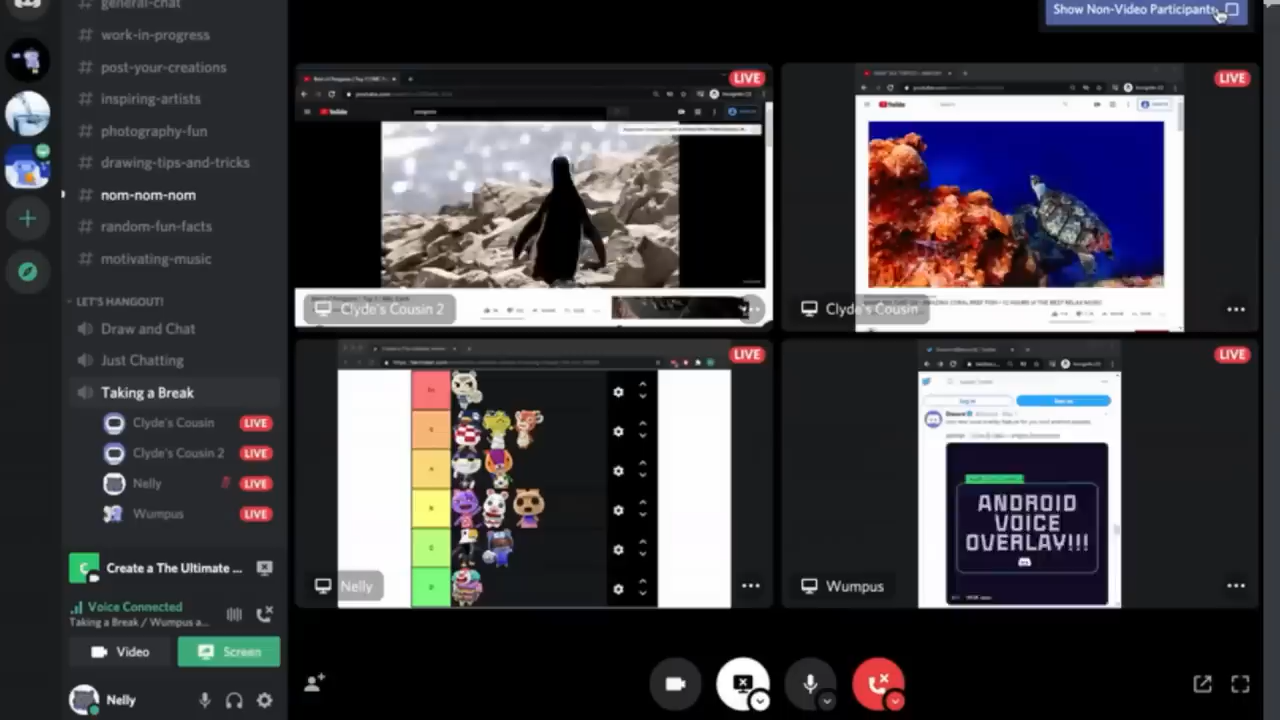 general-chat
work-in-progress
post-your-creations
inspiring-artists
photography-fun
drawing-tips-and-tricks
nom-nom-nom
random-fun-facts
motivating-music
LET'S HANGOUT!
Draw and Chat
Just Chatting
Taking a Break
Clyde's Cousin LIVE
Clyde's Cousin 2 LIVE
Nelly LIVE
Wumpus LIVE
C Create a The Ultimate ...
Voice Connected
Taking a Break / Wumpus a...
Video Screen
Nelly
Show Non-Video Participants
LIVE
YouTube
Clyde's Cousin 2
LIVE
YouTube
Clyde's Cousin
LIVE
Nelly
LIVE
Discord
ANDROID
VOICE
OVERLAY!!!
Wumpus